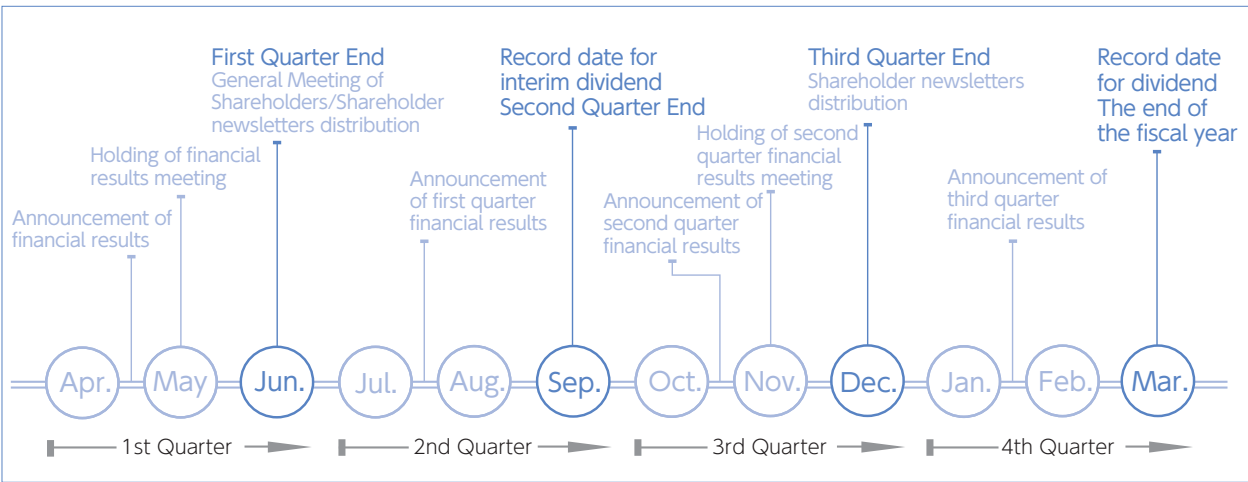 Announcement of
financial results
Holding of financial
results meeting
First Quarter End
General Meeting of
Shareholders/Shareholder
newsletters distribution
Announcement
of first quarter
financial results
Record date for
interim dividend
Second Quarter End
Announcement of
second quarter
financial results
Holding of second
quarter financial
results meeting
Third Quarter End
Shareholder newsletters
distribution
Announcement of
third quarter
financial results
Record date
for dividend
The end of
the fiscal year
Apr.
May
Jun.
Jul.
Aug.
Sep.
Oct.
Nov.
Dec.
Jan.
Feb.
Mar.
1st Quarter
2nd Quarter
3rd Quarter
4th Quarter